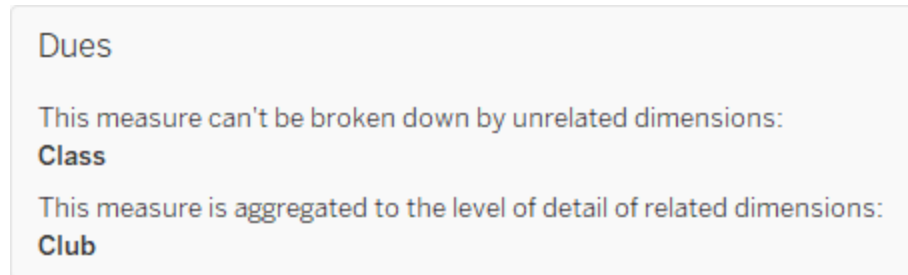 Dues
This measure can't be broken down by unrelated dimensions:
Class
This measure is aggregated to the level of detail of related dimensions:
Club